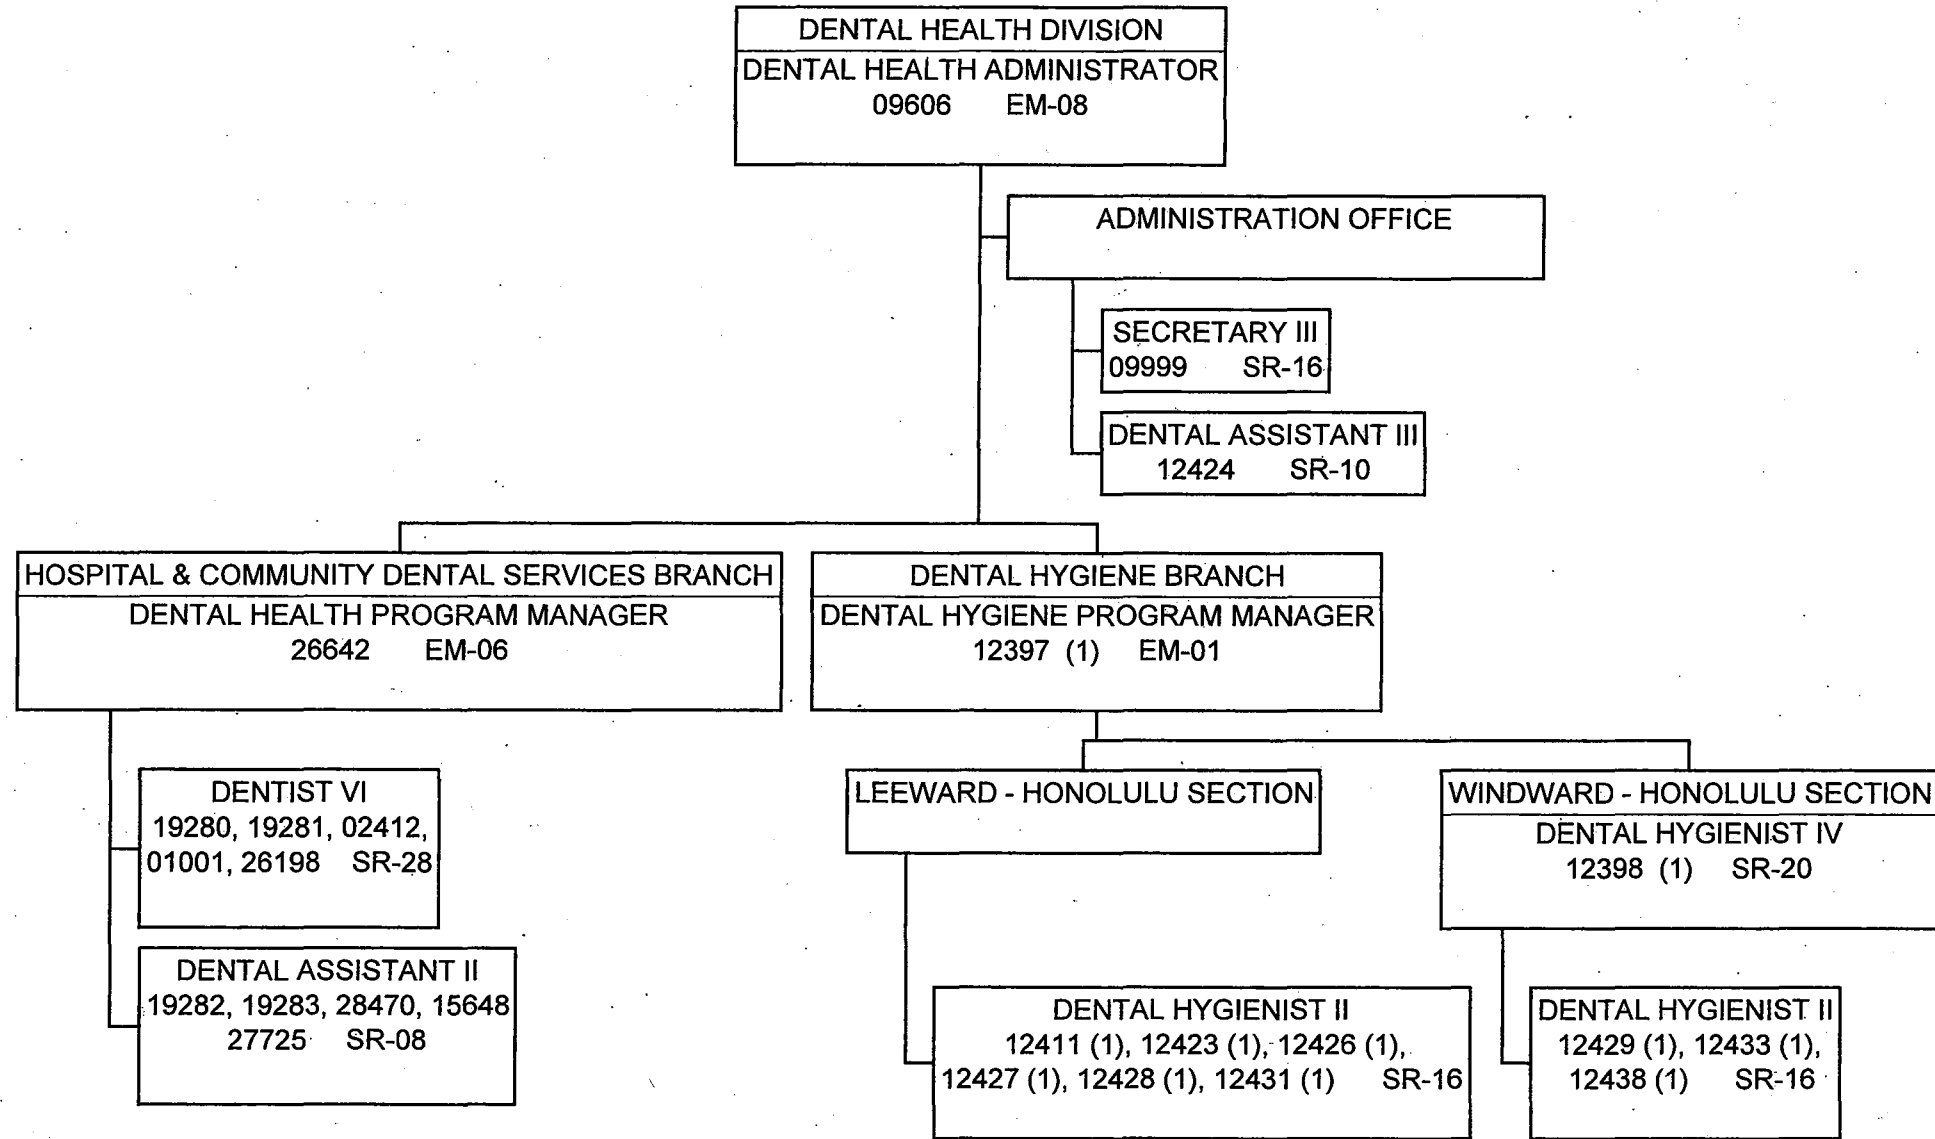 DENTAL HEALTH DIVISION
DENTAL HEALTH ADMINISTRATOR
09606 EM-08
ADMINISTRATION OFFICE
SECRETARY III
09999 SR-16
DENTAL ASSISTANT III
12424 SR-10
HOSPITAL & COMMUNITY DENTAL SERVICES BRANCH
DENTAL HEALTH PROGRAM MANAGER
26642 EM-06
DENTAL HYGIENE BRANCH
DENTAL HYGIENE PROGRAM MANAGER
12397 (1) EM-01
DENTIST VI
19280, 19281, 02412,
01001, 26198 SR-28
DENTAL ASSISTANT II
19282, 19283, 28470, 15648
27725 SR-08
LEEWARD - HONOLULU SECTION
DENTAL HYGIENIST II
12411 (1), 12423 (1), 12426 (1),
12427 (1), 12428 (1), 12431 (1) SR-16
WINDWARD - HONOLULU SECTION
DENTAL HYGIENIST IV
12398 (1) SR-20
DENTAL HYGIENIST II
12429 (1), 12433 (1),
12438 (1) SR-16